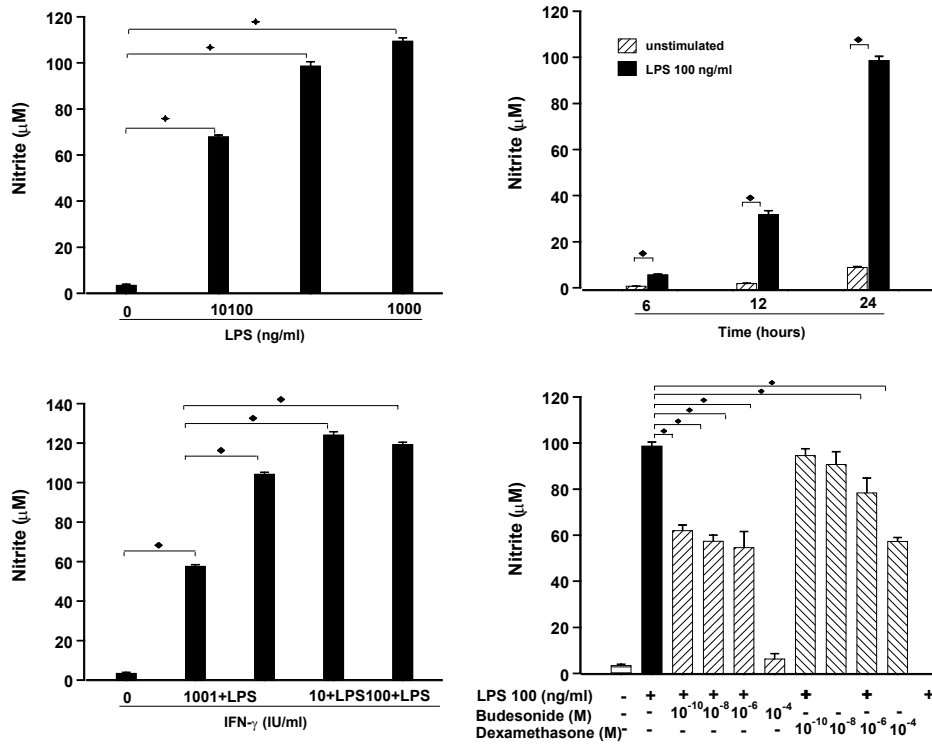 120
100
80
60
40
20
0
Nitrite (μM)
0 10100 1000
LPS (ng/ml)
120
100
80
60
40
20
0
Nitrite (μM)
unstimulated
LPS 100 ng/ml
6 12 24
Time (hours)
140
120
100
80
60
40
20
0
Nitrite (μM)
0 1001+LPS 10+LPS100+LPS
IFN-γ (IU/ml)
120
100
80
60
40
20
0
Nitrite (μM)
LPS 100 (ng/ml) - + + + + + + +
Budesonide (M) - - 10⁻¹⁰ 10⁻⁸ 10⁻⁶ 10⁻⁴ - - - -
Dexamethasone (M) - - - - - - 10⁻¹⁰ 10⁻⁸ 10⁻⁶ 10⁻⁴